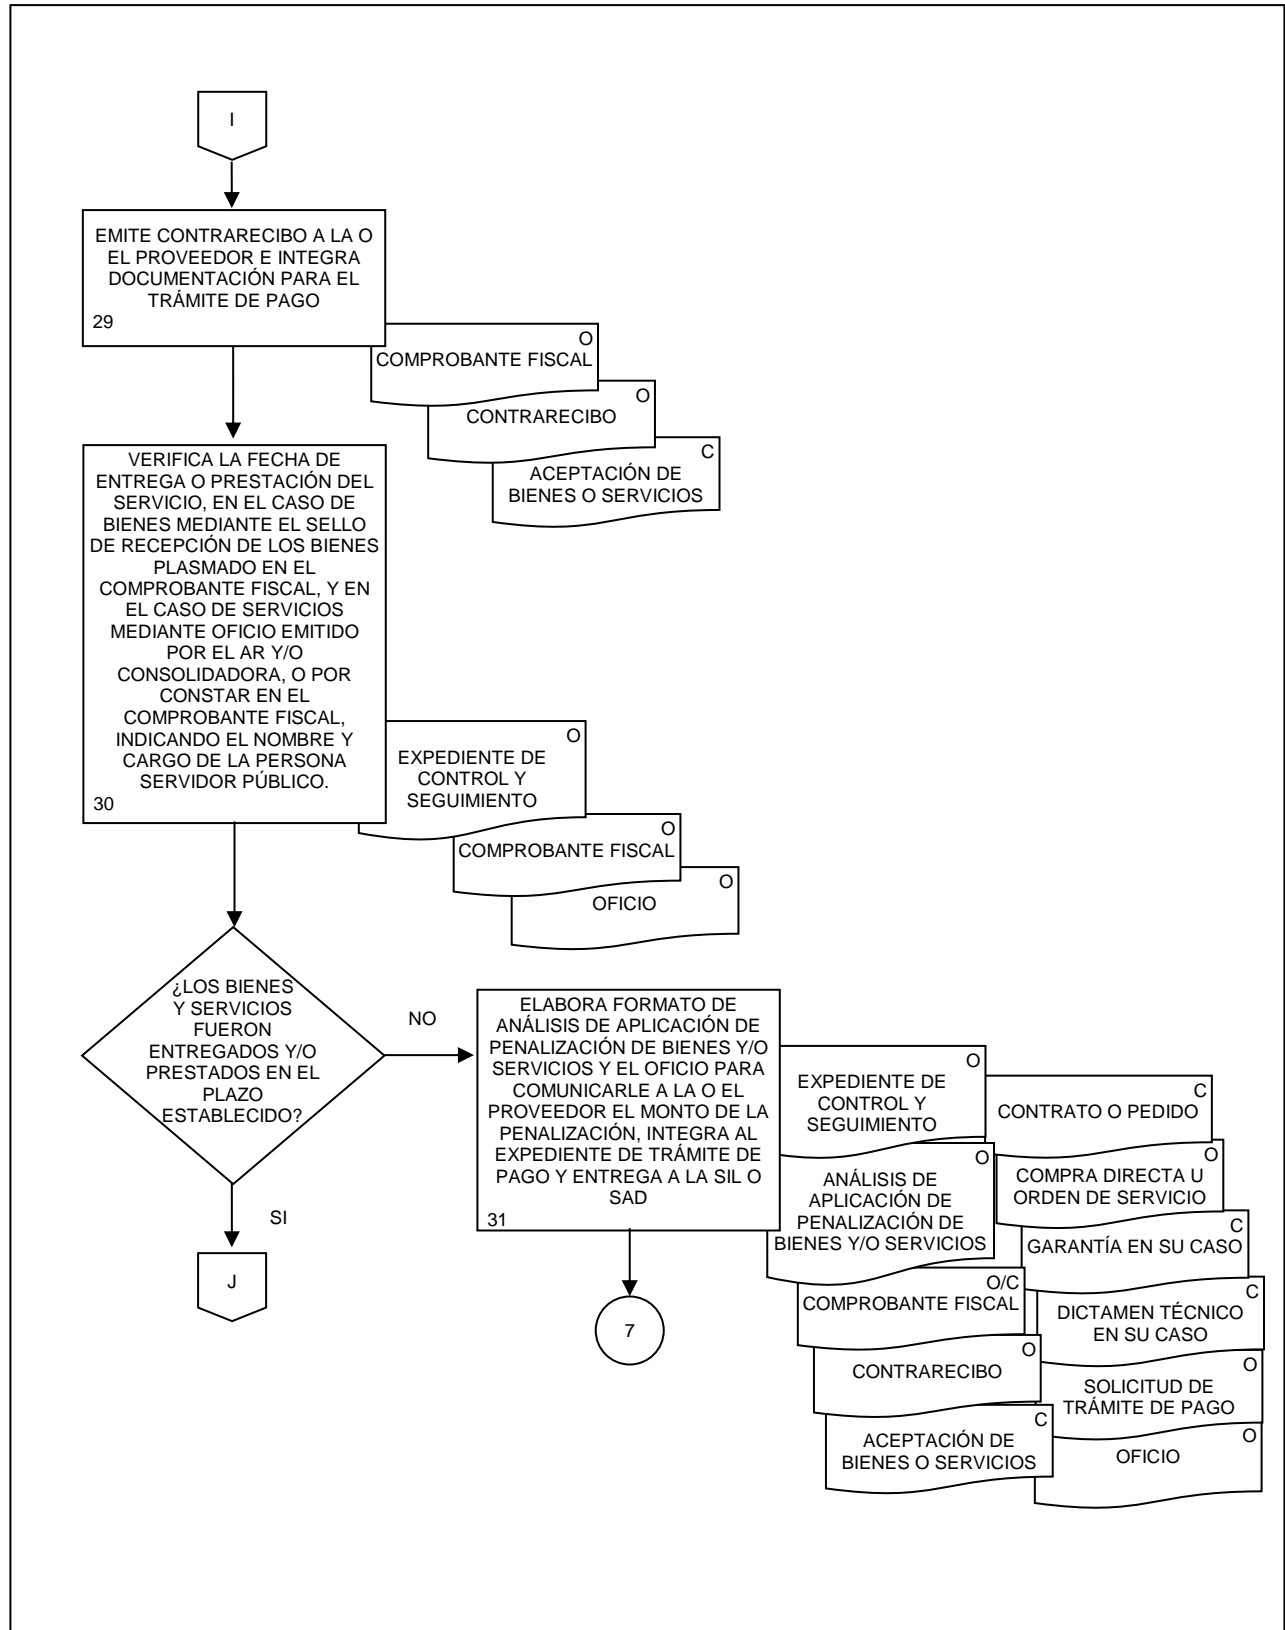 I
EMITE CONTRARECIBO A LA O
EL PROVEEDOR E INTEGRA
DOCUMENTACIÓN PARA EL
TRÁMITE DE PAGO
29
O
COMPROBANTE FISCAL
O
CONTRARECIBO
C
ACEPTACIÓN DE
BIENES O SERVICIOS
VERIFICA LA FECHA DE
ENTREGA O PRESTACIÓN DEL
SERVICIO, EN EL CASO DE
BIENES MEDIANTE EL SELLO
DE RECEPCIÓN DE LOS BIENES
PLASMADO EN EL
COMPROBANTE FISCAL, Y EN
EL CASO DE SERVICIOS
MEDIANTE OFICIO EMITIDO
POR EL AR Y/O
CONSOLIDADORA, O POR
CONSTAR EN EL
COMPROBANTE FISCAL,
INDICANDO EL NOMBRE Y
CARGO DE LA PERSONA
SERVIDOR PÚBLICO.
30
O
EXPEDIENTE DE
CONTROL Y
SEGUIMIENTO
O
COMPROBANTE FISCAL
O
OFICIO
¿LOS BIENES
Y SERVICIOS
FUERON
ENTREGADOS Y/O
PRESTADOS EN EL
PLAZO
ESTABLECIDO?
NO
SI
J
ELABORA FORMATO DE
ANÁLISIS DE APLICACIÓN DE
PENALIZACIÓN DE BIENES Y/O
SERVICIOS Y EL OFICIO PARA
COMUNICARLE A LA O EL
PROVEEDOR EL MONTO DE LA
PENALIZACIÓN, INTEGRA AL
EXPEDIENTE DE TRÁMITE DE
PAGO Y ENTREGA A LA SIL O
SAD
31
7
O
EXPEDIENTE DE
CONTROL Y
SEGUIMIENTO
O
ANÁLISIS DE
APLICACIÓN DE
PENALIZACIÓN DE
BIENES Y/O SERVICIOS
O/C
COMPROBANTE FISCAL
O
CONTRARECIBO
C
ACEPTACIÓN DE
BIENES O SERVICIOS
C
CONTRATO O PEDIDO
O
COMPRA DIRECTA U
ORDEN DE SERVICIO
C
GARANTÍA EN SU CASO
C
DICTAMEN TÉCNICO
EN SU CASO
O
SOLICITUD DE
TRÁMITE DE PAGO
O
OFICIO